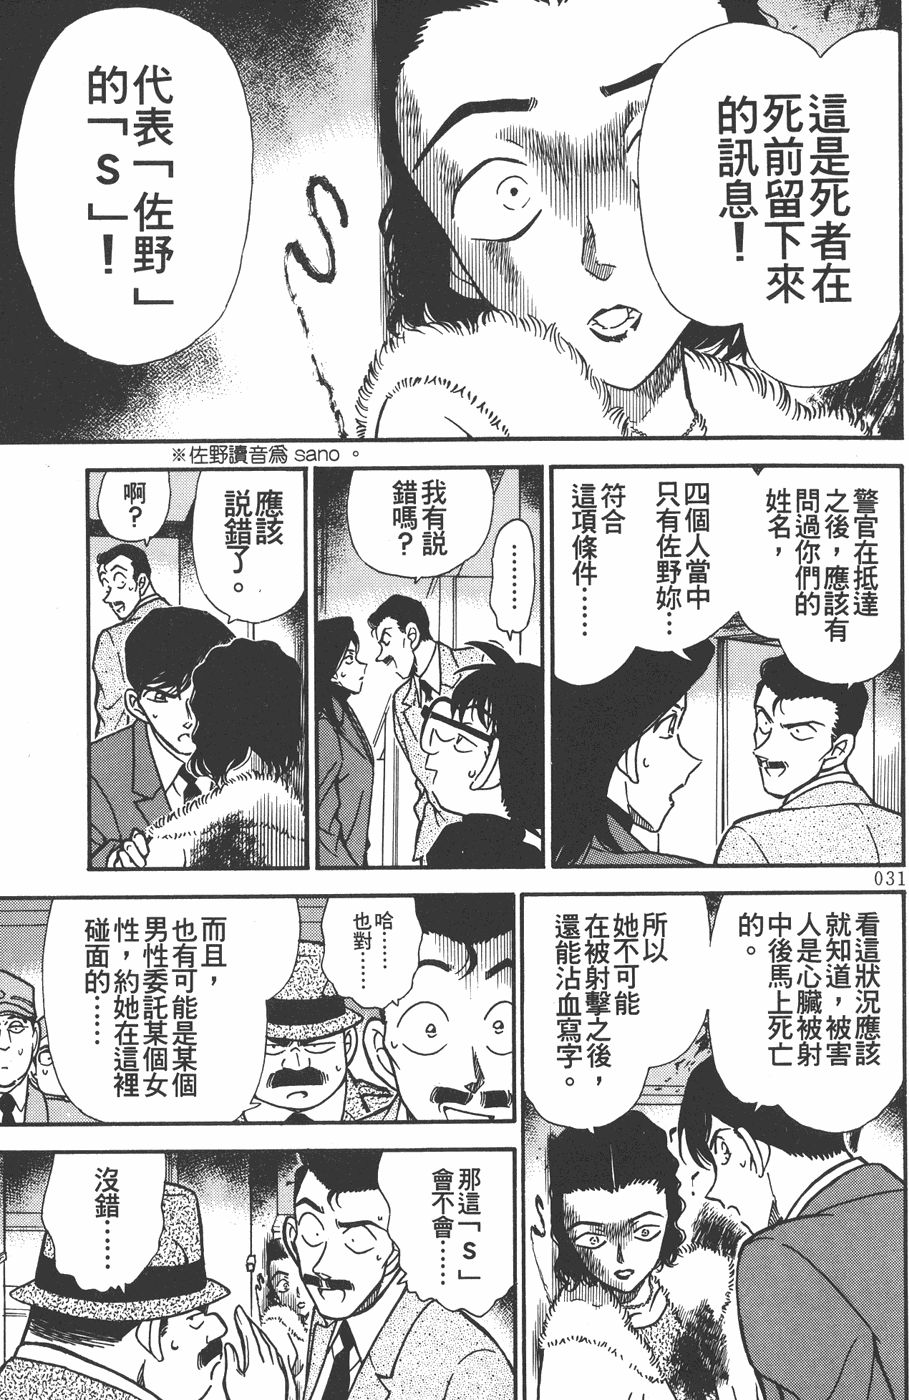 這是死者在
死前留下來
的訊息！
代表「佐野」
的「S」！
S
※佐野讀音為 sano 。
警官在抵達
之後，應該有
問過你們的
姓名，
四個人當中
只有佐野妳…
符合
這項條件……
………
我有說
錯嗎？
應該
說錯了。
啊？
031
看這狀況應該
就知道，被害
人是心臟被射
中後馬上死亡
的。
所以
她不可能
在被射擊之後，
還能沾血寫字。
哈……
也對……
而且，
也有可能是某個
男性委託某個女
性，約她在這裡
碰面的……
那這「S」
會不會……
沒錯……